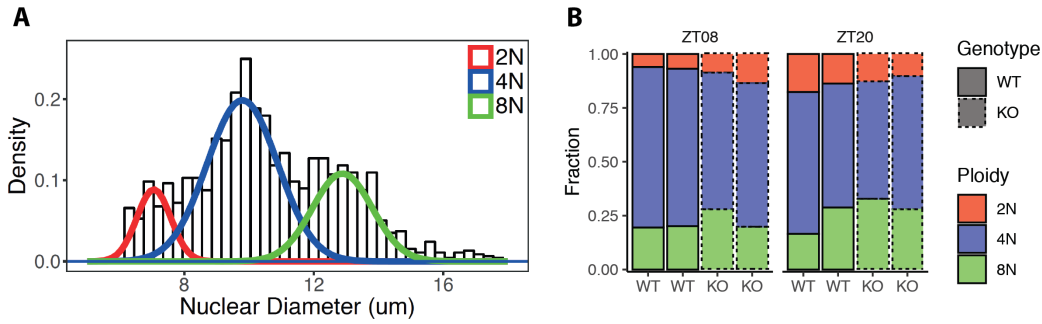 A
2N
4N
8N
0.2
0.1
0.0
Density
8 12 16
Nuclear Diameter (um)
B
ZT08 ZT20
1.00
0.75
0.50
0.25
0.00
Fraction
WT WT KO KO WT WT KO KO
Genotype
WT
KO
Ploidy
2N
4N
8N